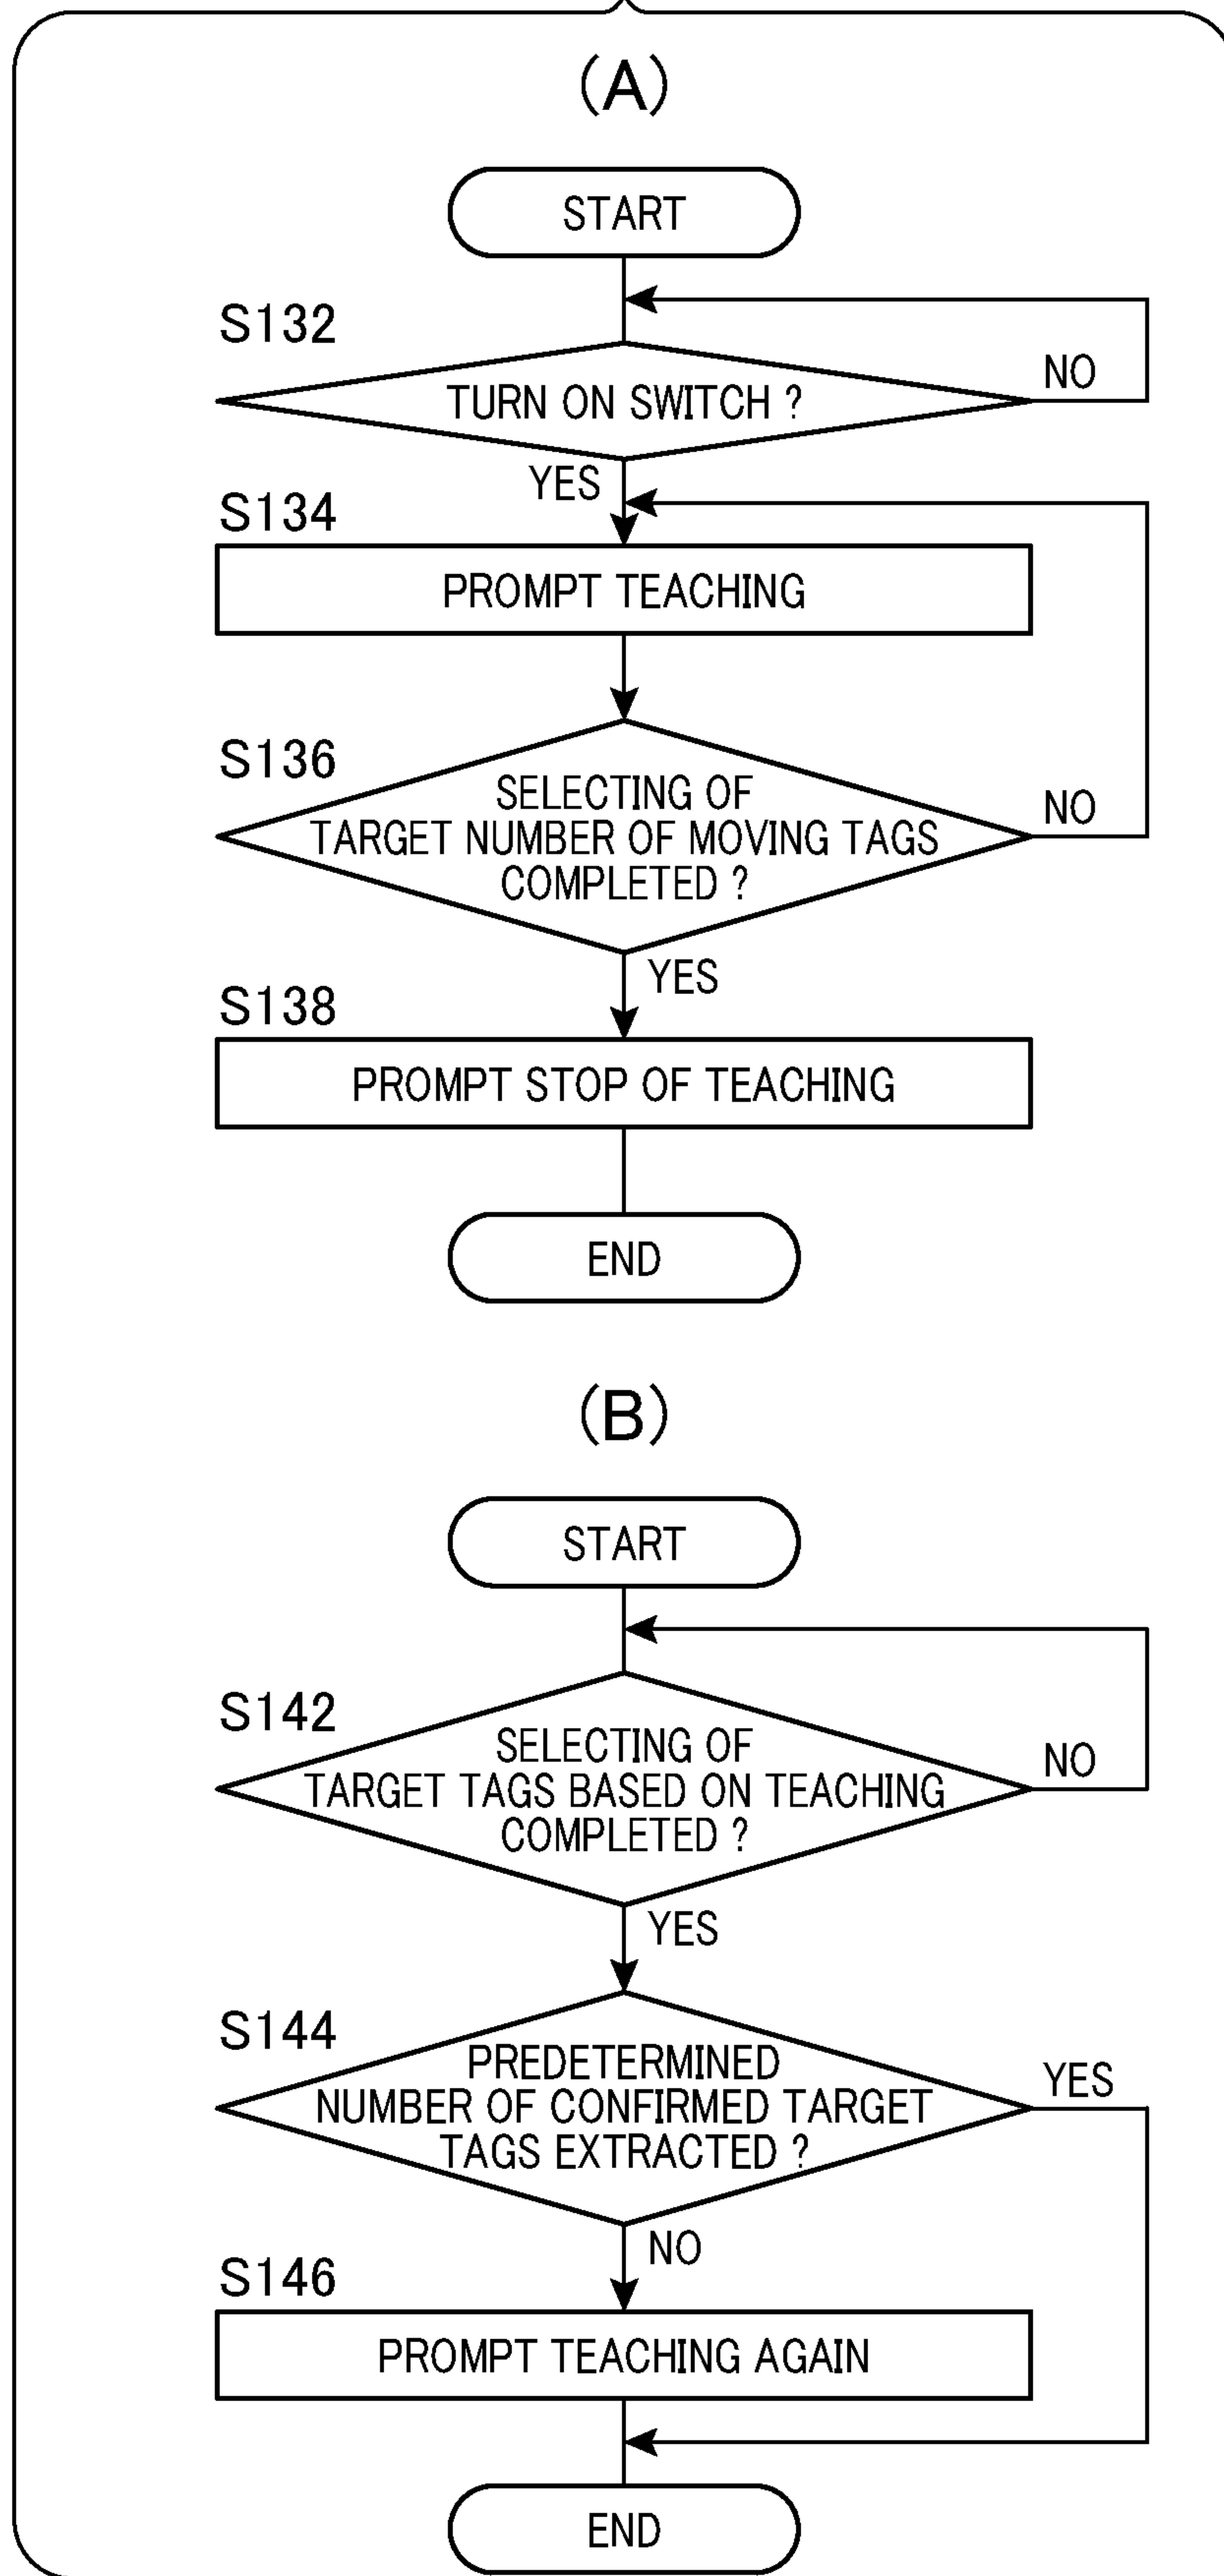 (A)
START
S132
TURN ON SWITCH ?
NO
YES
S134
PROMPT TEACHING
S136
SELECTING OF
TARGET NUMBER OF MOVING TAGS
COMPLETED ?
NO
YES
S138
PROMPT STOP OF TEACHING
END
(B)
START
S142
SELECTING OF
TARGET TAGS BASED ON TEACHING
COMPLETED ?
NO
YES
S144
PREDETERMINED
NUMBER OF CONFIRMED TARGET
TAGS EXTRACTED ?
YES
NO
S146
PROMPT TEACHING AGAIN
END